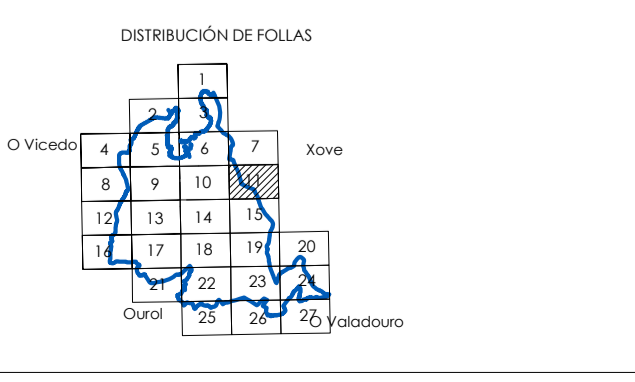 DISTRIBUCIÓN DE FOLLAS
1
2 3
O Vicedo 4 5 6 7 Xove
8 9 10 11
12 13 14 15
16 17 18 19 20
21 22 23 24
Ourol 25 26 27 O Valadouro